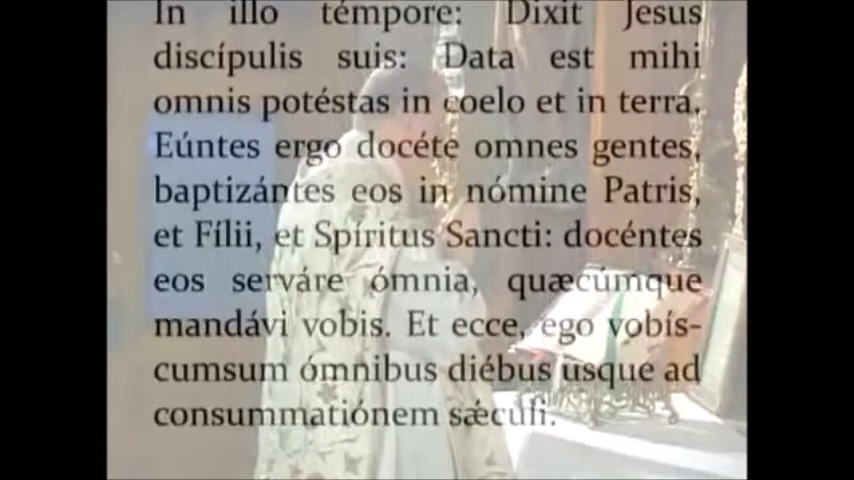 In illo témpore: Dixit Jesus
discípulis suis: Data est mihi
omnis potéstas in coelo et in terra.
Eúntes ergo docéte omnes gentes,
baptizántes eos in nómine Patris,
et Fílii, et Spíritus Sancti: docéntes
eos serváre ómnia, quæcúmque
mandávi vobis. Et ecce, ego vobís-
cumsum ómnibus diébus usque ad
consummatiónem sǽculi.